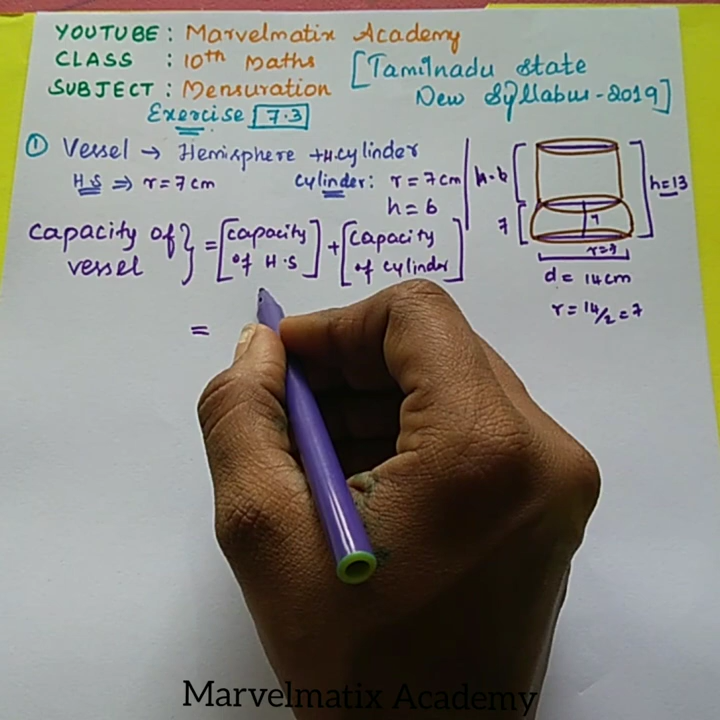 YOUTUBE : Marvelmatix Academy
CLASS : 10th Maths
SUBJECT : Mensuration
[Tamilnadu State
New Syllabus - 2019]
Exercise 7.3
① Vessel → Hemisphere + H.cylinder
H.S ⇒ r = 7 cm
cylinder: r = 7 cm
h = 6
capacity of vessel } = [capacity of H.S] + [capacity of cylinder]
=
h = 6
7
7
r = 7
h = 13
d = 14 cm
r = 14/2 = 7
Marvelmatix Academy